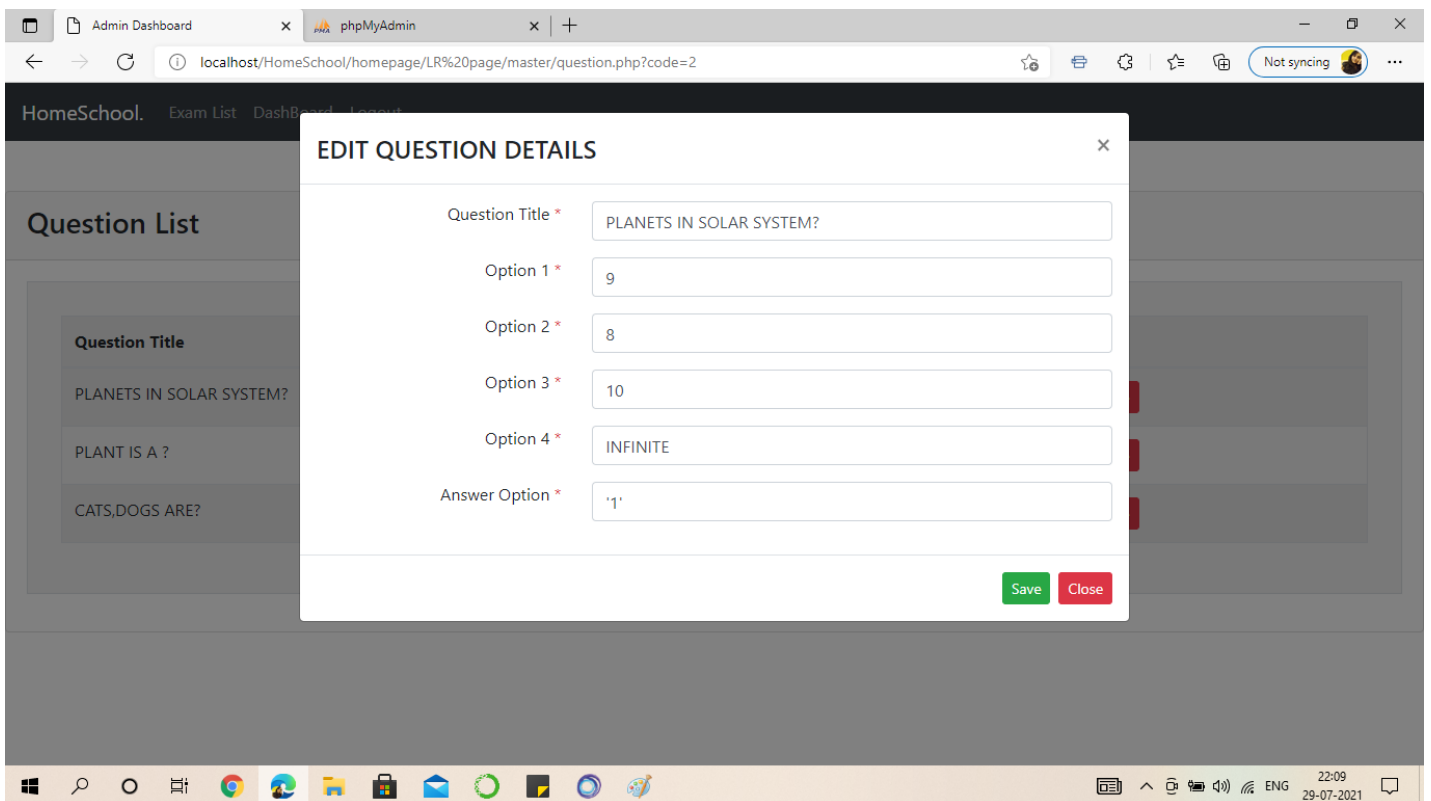 Admin Dashboard
phpMyAdmin
localhost/HomeSchool/homepage/LR%20page/master/question.php?code=2
Not syncing
HomeSchool. Exam List DashBoard Logout
EDIT QUESTION DETAILS
×
Question List
Question Title *
PLANETS IN SOLAR SYSTEM?
Option 1 *
9
Option 2 *
8
Option 3 *
10
Option 4 *
INFINITE
Answer Option *
'1'
Save
Close
Question Title
PLANETS IN SOLAR SYSTEM?
PLANT IS A ?
CATS,DOGS ARE?
ENG
22:09
29-07-2021